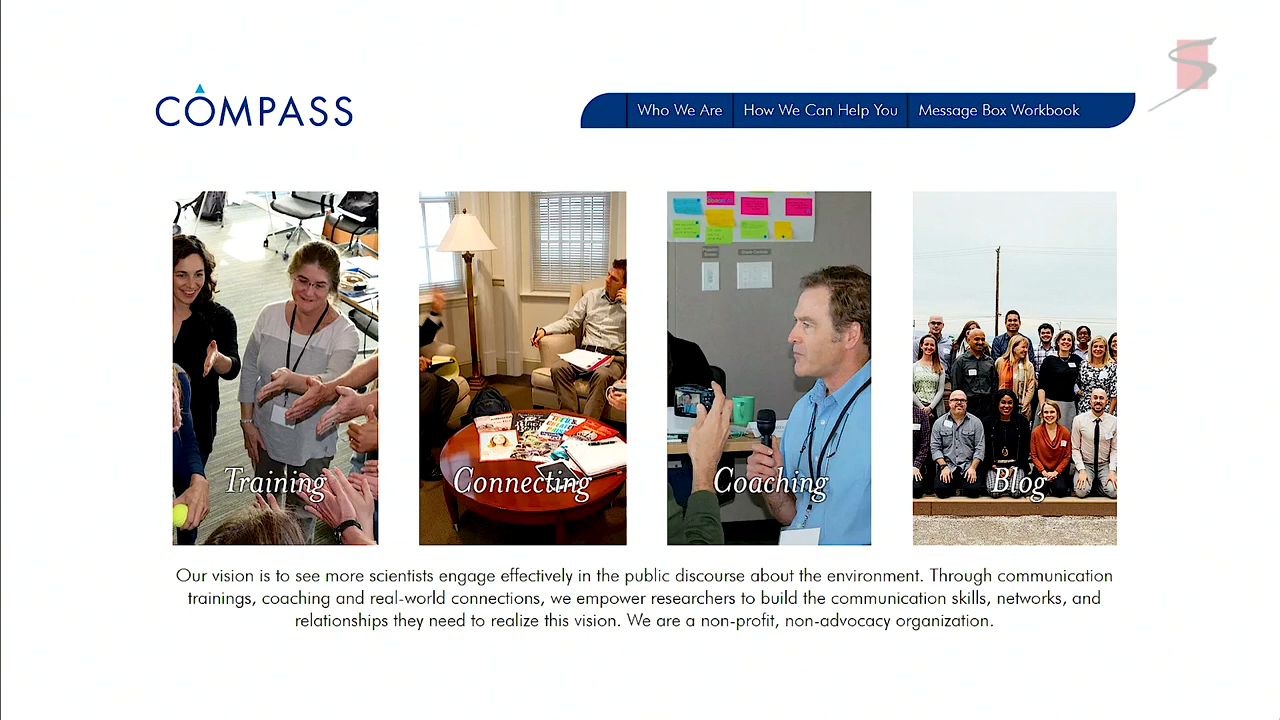 COMPASS
Who We Are
How We Can Help You
Message Box Workbook
Training
Connecting
Coaching
Blog
Our vision is to see more scientists engage effectively in the public discourse about the environment. Through communication
trainings, coaching and real-world connections, we empower researchers to build the communication skills, networks, and
relationships they need to realize this vision. We are a non-profit, non-advocacy organization.